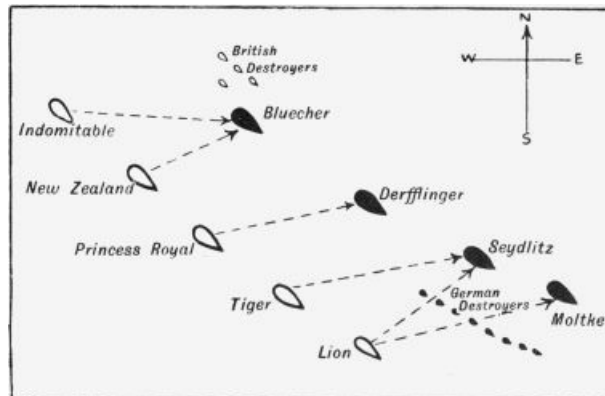 British
Destroyers
N
W
E
S
Indomitable
Bluecher
New Zealand
Derfflinger
Princess Royal
Seydlitz
Tiger
German
Destroyers
Moltke
Lion